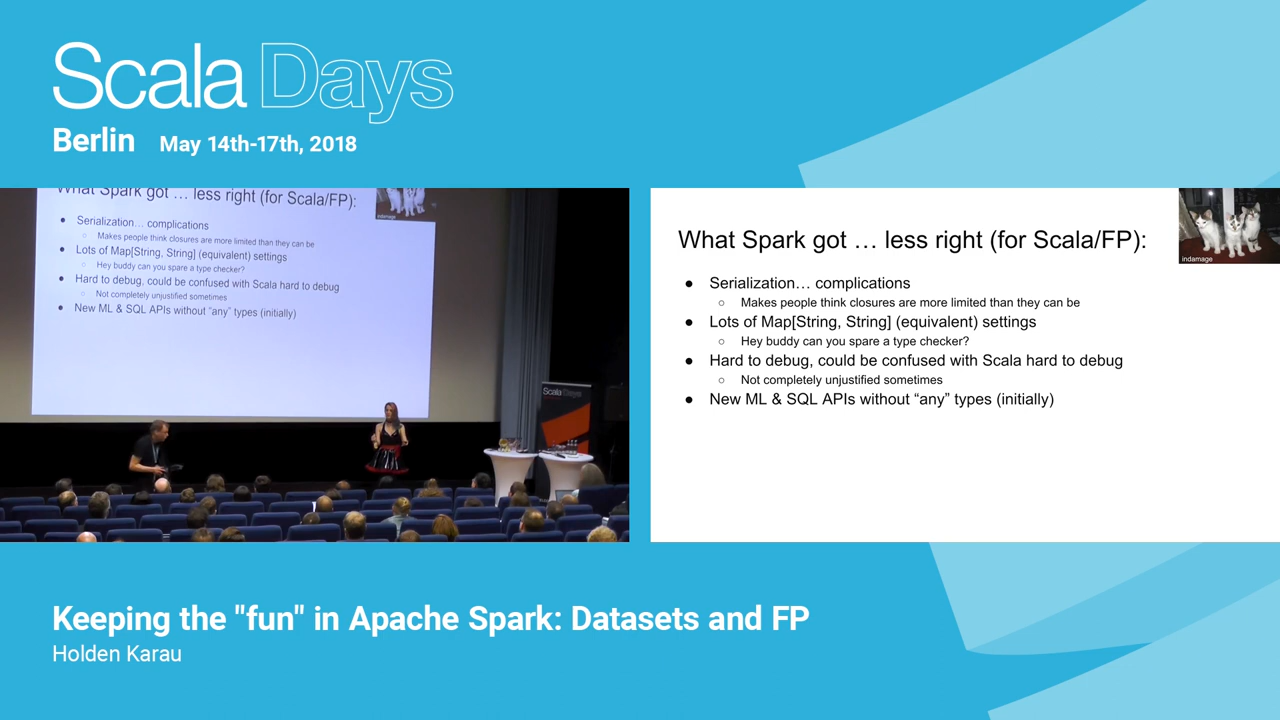 Scala Days
Berlin May 14th-17th, 2018
What Spark got … less right (for Scala/FP):
indamage
● Serialization… complications
○ Makes people think closures are more limited than they can be
● Lots of Map[String, String] (equivalent) settings
○ Hey buddy can you spare a type checker?
● Hard to debug, could be confused with Scala hard to debug
○ Not completely unjustified sometimes
● New ML & SQL APIs without “any” types (initially)
Scala Days
What Spark got … less right (for Scala/FP):
indamage
● Serialization… complications
○ Makes people think closures are more limited than they can be
● Lots of Map[String, String] (equivalent) settings
○ Hey buddy can you spare a type checker?
● Hard to debug, could be confused with Scala hard to debug
○ Not completely unjustified sometimes
● New ML & SQL APIs without “any” types (initially)
Keeping the "fun" in Apache Spark: Datasets and FP
Holden Karau